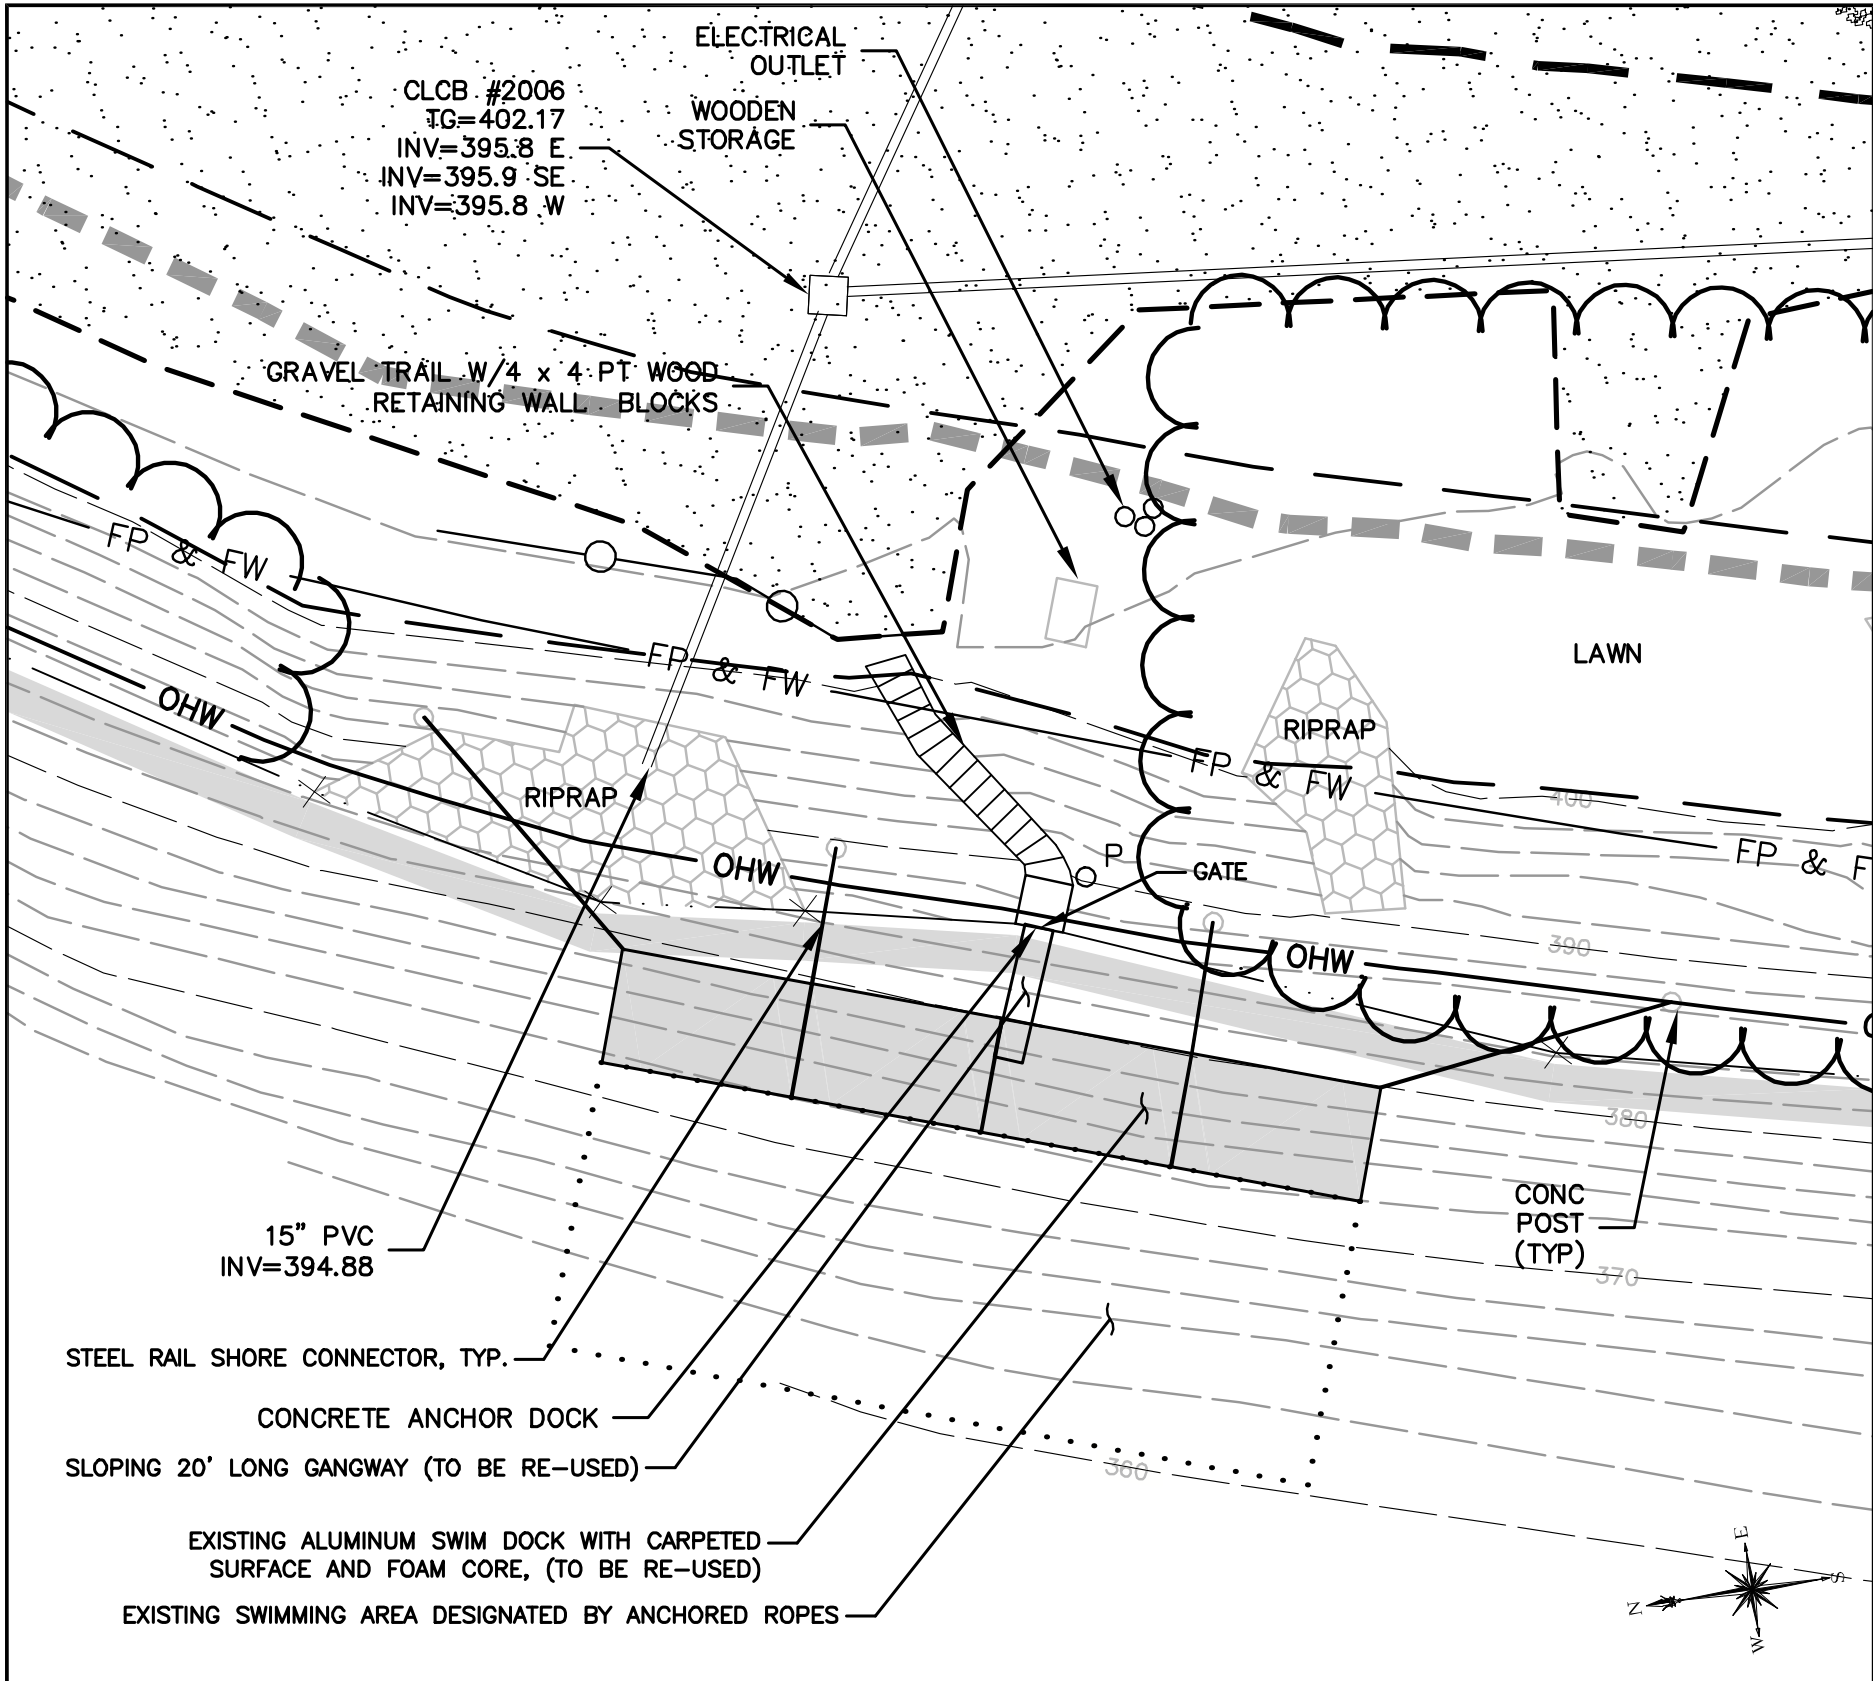 ELECTRICAL
OUTLET
CLCB #2006
TG=402.17
INV=395.8 E
INV=395.9 SE
INV=395.8 W
WOODEN
STORAGE
GRAVEL TRAIL W/4 x 4 PT WOOD
RETAINING WALL BLOCKS
FP & FW
FP & FW
LAWN
OHW
RIPRAP
RIPRAP
FP & FW
400
OHW
P
GATE
FP & F
390
OHW
O
380
CONC
POST
(TYP)
15" PVC
INV=394.88
370
STEEL RAIL SHORE CONNECTOR, TYP.
CONCRETE ANCHOR DOCK
SLOPING 20' LONG GANGWAY (TO BE RE-USED)
360
EXISTING ALUMINUM SWIM DOCK WITH CARPETED
SURFACE AND FOAM CORE, (TO BE RE-USED)
EXISTING SWIMMING AREA DESIGNATED BY ANCHORED ROPES
E
S
N
W